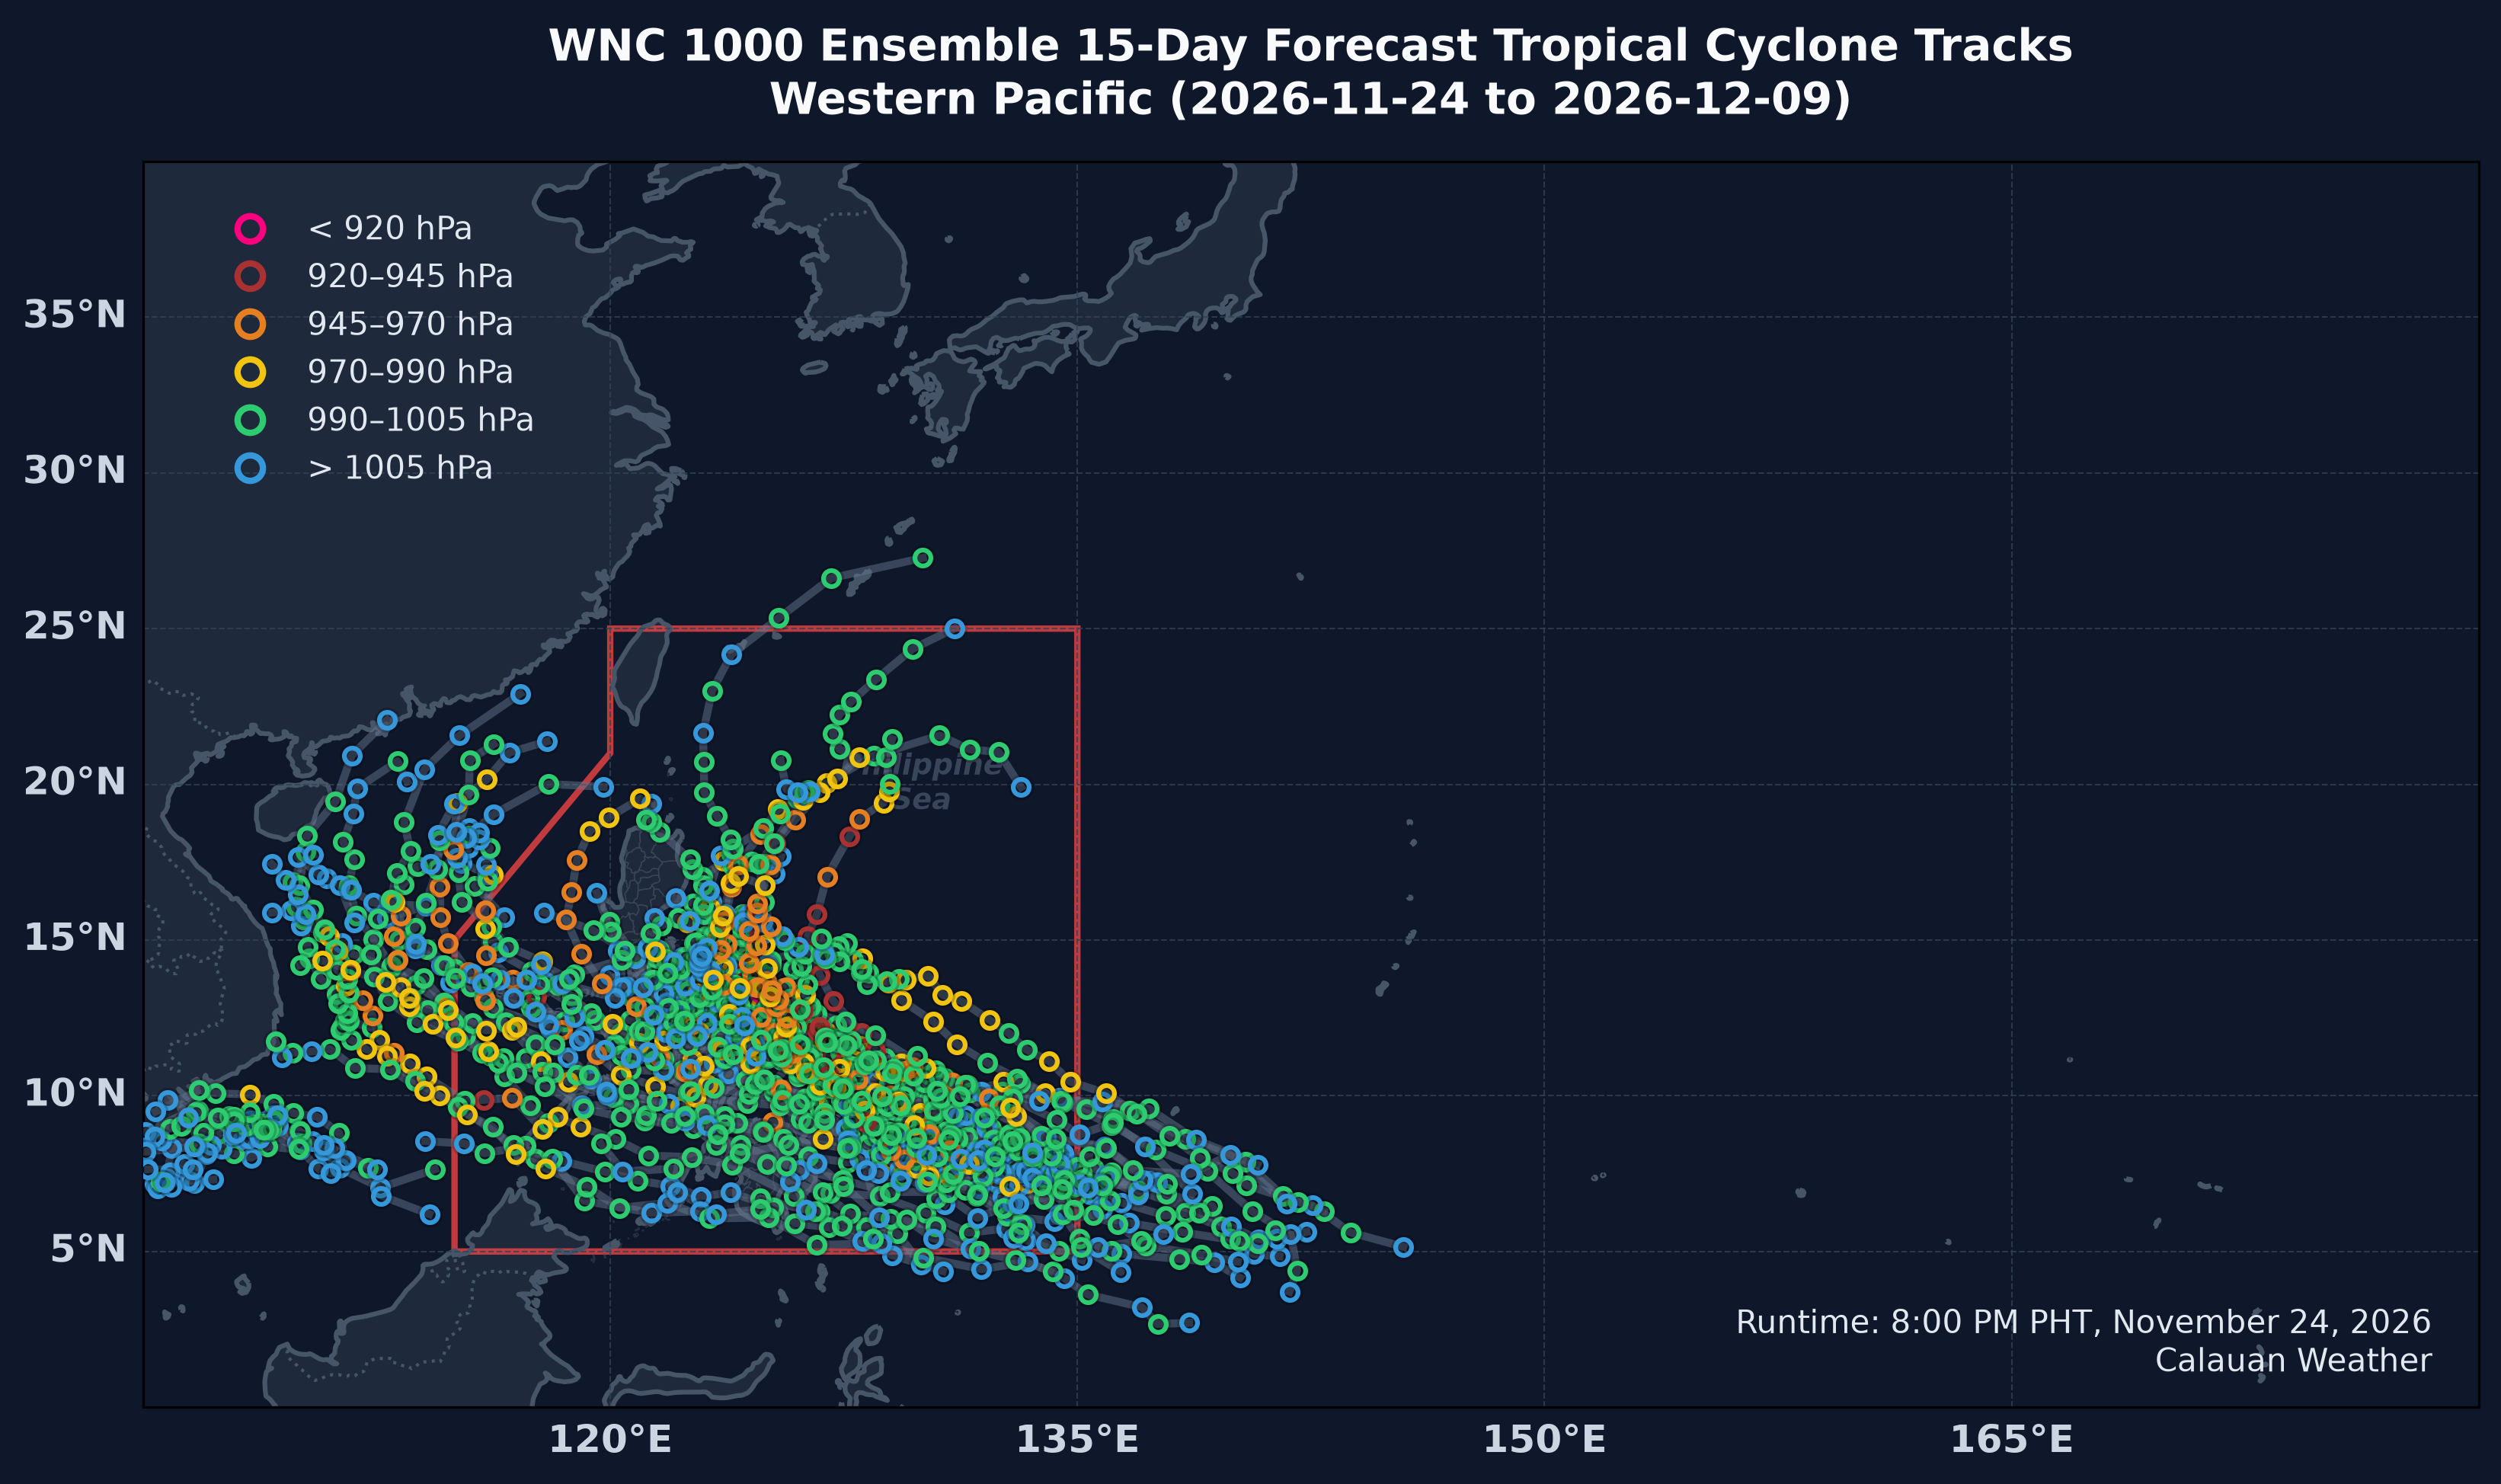 WNC 1000 Ensemble 15-Day Forecast Tropical Cyclone Tracks
Western Pacific (2026-11-24 to 2026-12-09)
< 920 hPa
920–945 hPa
945–970 hPa
970–990 hPa
990–1005 hPa
> 1005 hPa
35°N
30°N
25°N
20°N
15°N
10°N
5°N
Philippine
Sea
Runtime: 8:00 PM PHT, November 24, 2026
Calauan Weather
120°E
135°E
150°E
165°E